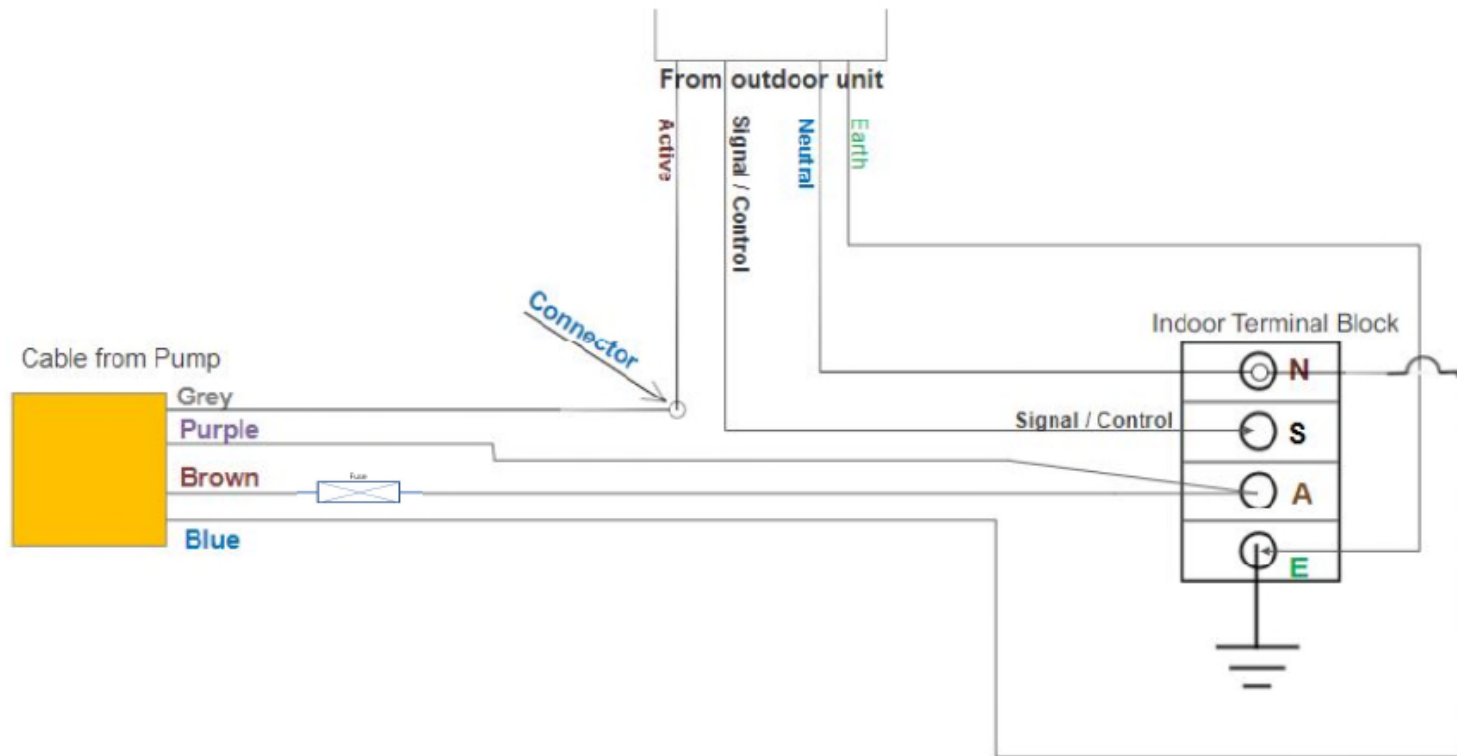 From outdoor unit
Active
Signal / Control
Neutral
Earth
Connector
Indoor Terminal Block
Cable from Pump
N
Grey
Purple
Signal / Control
S
Brown
Fuse
A
Blue
E